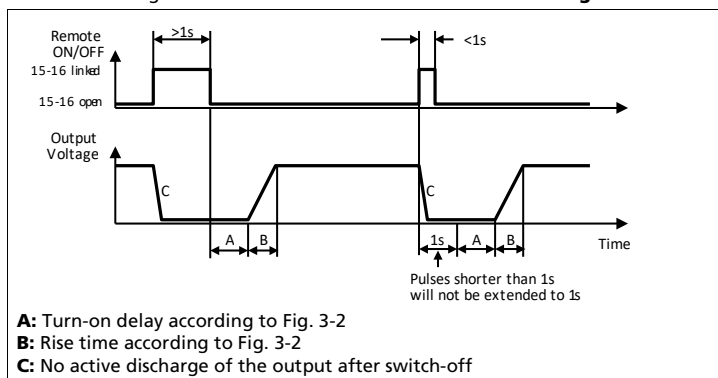 Remote
ON/OFF
>1s
<1s
15-16 linked
15-16 open
Output
Voltage
C
C
A
B
1s
A
B
Time
Pulses shorter than 1s
will not be extended to 1s
A: Turn-on delay according to Fig. 3-2
B: Rise time according to Fig. 3-2
C: No active discharge of the output after switch-off